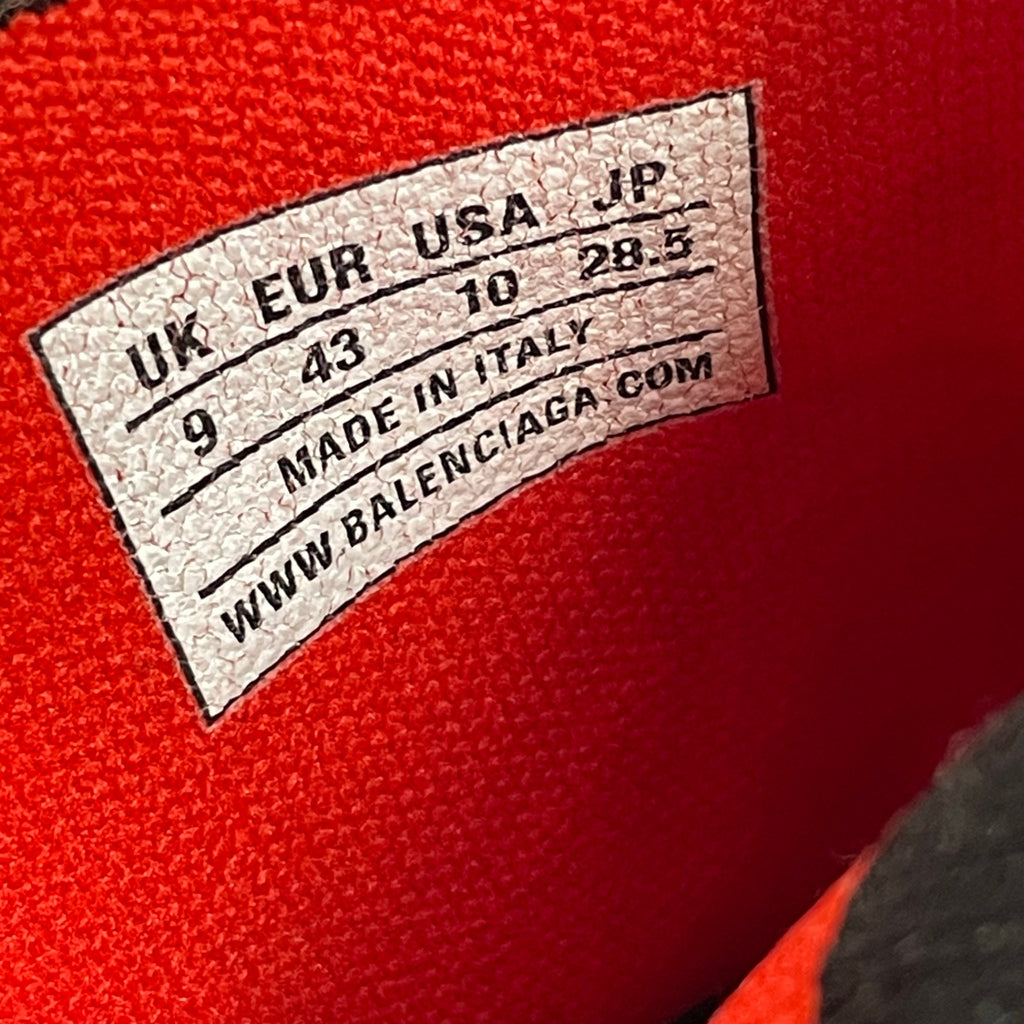 UK EUR USA JP
9 43 10 28.5
MADE IN ITALY
WWW.BALENCIAGA.COM